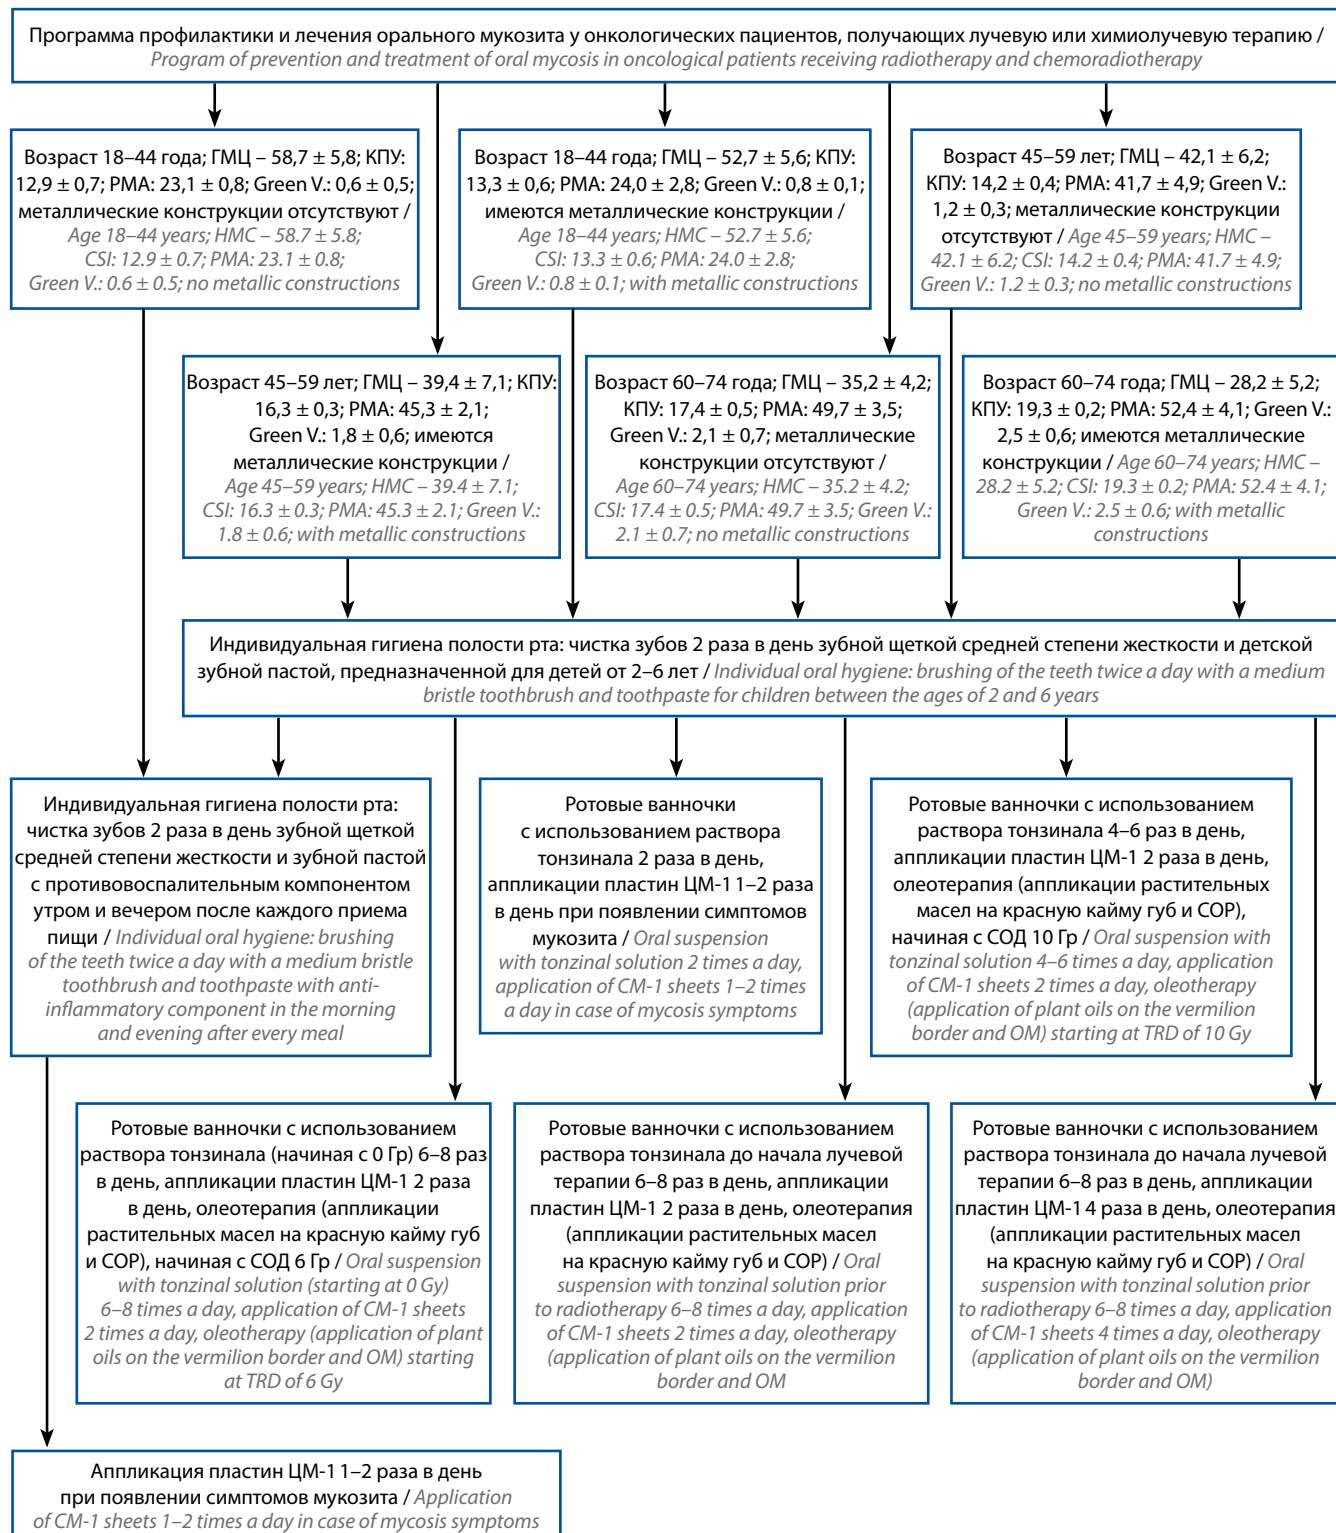 Программа профилактики и лечения орального мукозита у онкологических пациентов, получающих лучевую или химиолучевую терапию /
Program of prevention and treatment of oral mycosis in oncological patients receiving radiotherapy and chemoradiotherapy
Возраст 18–44 года; ГМЦ – 58,7 ± 5,8; КПУ:
12,9 ± 0,7; PMA: 23,1 ± 0,8; Green V.: 0,6 ± 0,5;
металлические конструкции отсутствуют /
Age 18–44 years; HMC – 58.7 ± 5.8;
CSI: 12.9 ± 0.7; PMA: 23.1 ± 0.8;
Green V.: 0.6 ± 0.5; no metallic constructions
Возраст 18–44 года; ГМЦ – 52,7 ± 5,6; КПУ:
13,3 ± 0,6; PMA: 24,0 ± 2,8; Green V.: 0,8 ± 0,1;
имеются металлические конструкции /
Age 18–44 years; HMC – 52.7 ± 5.6;
CSI: 13.3 ± 0.6; PMA: 24.0 ± 2.8;
Green V.: 0.8 ± 0.1; with metallic constructions
Возраст 45–59 лет; ГМЦ – 42,1 ± 6,2;
КПУ: 14,2 ± 0,4; PMA: 41,7 ± 4,9; Green V.:
1,2 ± 0,3; металлические конструкции
отсутствуют / Age 45–59 years; HMC –
42.1 ± 6.2; CSI: 14.2 ± 0.4; PMA: 41.7 ± 4.9;
Green V.: 1.2 ± 0.3; no metallic constructions
Возраст 45–59 лет; ГМЦ – 39,4 ± 7,1; КПУ:
16,3 ± 0,3; PMA: 45,3 ± 2,1;
Green V.: 1,8 ± 0,6; имеются
металлические конструкции /
Age 45–59 years; HMC – 39.4 ± 7.1;
CSI: 16.3 ± 0.3; PMA: 45.3 ± 2.1; Green V.:
1.8 ± 0.6; with metallic constructions
Возраст 60–74 года; ГМЦ – 35,2 ± 4,2;
КПУ: 17,4 ± 0,5; PMA: 49,7 ± 3,5;
Green V.: 2,1 ± 0,7; металлические
конструкции отсутствуют /
Age 60–74 years; HMC – 35.2 ± 4.2;
CSI: 17.4 ± 0.5; PMA: 49.7 ± 3.5; Green V.:
2.1 ± 0.7; no metallic constructions
Возраст 60–74 года; ГМЦ – 28,2 ± 5,2;
КПУ: 19,3 ± 0,2; PMA: 52,4 ± 4,1; Green V.:
2,5 ± 0,6; имеются металлические
конструкции / Age 60–74 years; HMC –
28.2 ± 5.2; CSI: 19.3 ± 0.2; PMA: 52.4 ± 4.1;
Green V.: 2.5 ± 0.6; with metallic
constructions
Индивидуальная гигиена полости рта: чистка зубов 2 раза в день зубной щеткой средней степени жесткости и детской
зубной пастой, предназначенной для детей от 2–6 лет / Individual oral hygiene: brushing of the teeth twice a day with a medium
bristle toothbrush and toothpaste for children between the ages of 2 and 6 years
Индивидуальная гигиена полости рта:
чистка зубов 2 раза в день зубной щеткой
средней степени жесткости и зубной пастой
с противовоспалительным компонентом
утром и вечером после каждого приема
пищи / Individual oral hygiene: brushing
of the teeth twice a day with a medium bristle
toothbrush and toothpaste with anti-
inflammatory component in the morning
and evening after every meal
Ротовые ванночки
с использованием раствора
тонзинала 2 раза в день,
аппликации пластин ЦМ-1 1–2 раза
в день при появлении симптомов
мукозита / Oral suspension
with tonzinal solution 2 times a day,
application of CM-1 sheets 1–2 times
a day in case of mycosis symptoms
Ротовые ванночки с использованием
раствора тонзинала 4–6 раз в день,
аппликации пластин ЦМ-1 2 раза в день,
олеотерапия (аппликации растительных
масел на красную кайму губ и СОР),
начиная с СОД 10 Гр / Oral suspension with
tonzinal solution 4–6 times a day, application
of CM-1 sheets 2 times a day, oleotherapy
(application of plant oils on the vermilion
border and OM) starting at TRD of 10 Gy
Ротовые ванночки с использованием
раствора тонзинала (начиная с 0 Гр) 6–8 раз
в день, аппликации пластин ЦМ-1 2 раза
в день, олеотерапия (аппликации
растительных масел на красную кайму губ
и СОР), начиная с СОД 6 Гр / Oral suspension
with tonzinal solution (starting at 0 Gy)
6–8 times a day, application of CM-1 sheets
2 times a day, oleotherapy (application of plant
oils on the vermilion border and OM) starting
at TRD of 6 Gy
Ротовые ванночки с использованием
раствора тонзинала до начала лучевой
терапии 6–8 раз в день, аппликации
пластин ЦМ-1 2 раза в день, олеотерапия
(аппликации растительных масел
на красную кайму губ и СОР) / Oral
suspension with tonzinal solution prior
to radiotherapy 6–8 times a day, application
of CM-1 sheets 2 times a day, oleotherapy
(application of plant oils on the vermilion
border and OM
Ротовые ванночки с использованием
раствора тонзинала до начала лучевой
терапии 6–8 раз в день, аппликации
пластин ЦМ-1 4 раза в день, олеотерапия
(аппликации растительных масел
на красную кайму губ и СОР) / Oral
suspension with tonzinal solution prior
to radiotherapy 6–8 times a day, application
of CM-1 sheets 4 times a day, oleotherapy
(application of plant oils on the vermilion
border and OM)
Аппликация пластин ЦМ-1 1–2 раза в день
при появлении симптомов мукозита / Application
of CM-1 sheets 1–2 times a day in case of mycosis symptoms